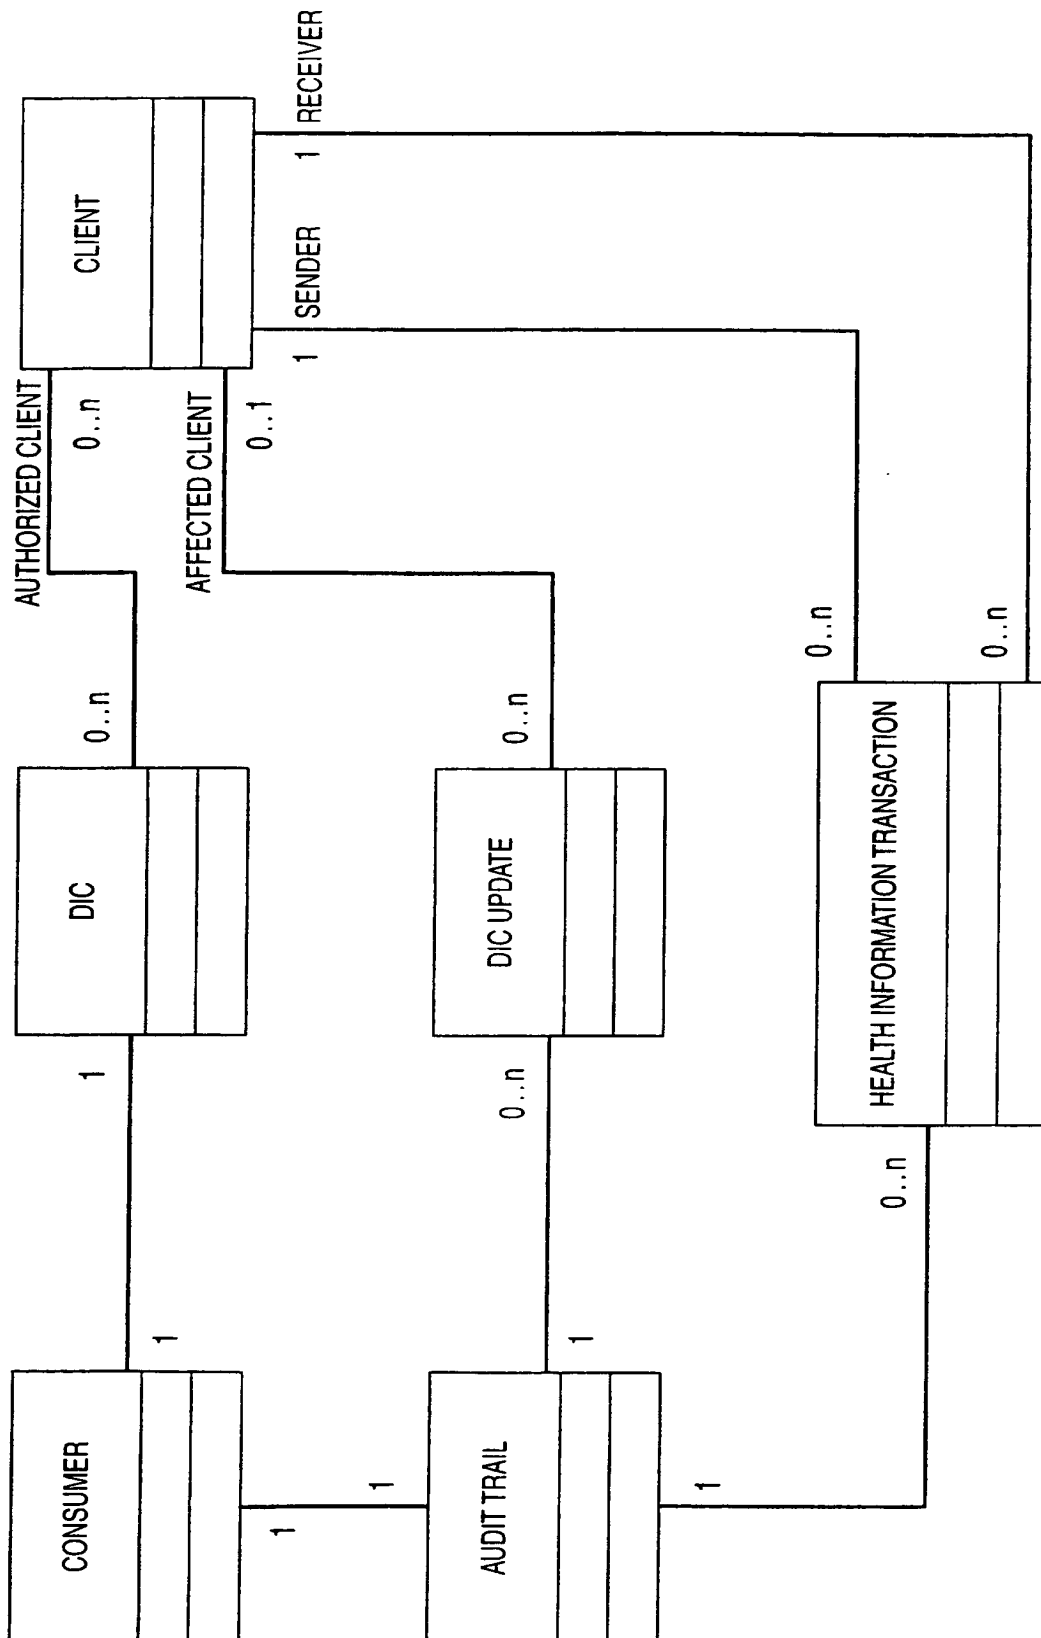 CONSUMER
1
1
DIC
0..n
0..n
AUTHORIZED CLIENT
CLIENT
AFFECTED CLIENT
0..1
1
1
SENDER
RECEIVER
1
1
AUDIT TRAIL
1
0..n
DIC UPDATE
0..n
1
0..n
HEALTH INFORMATION TRANSACTION
0..n
0..n